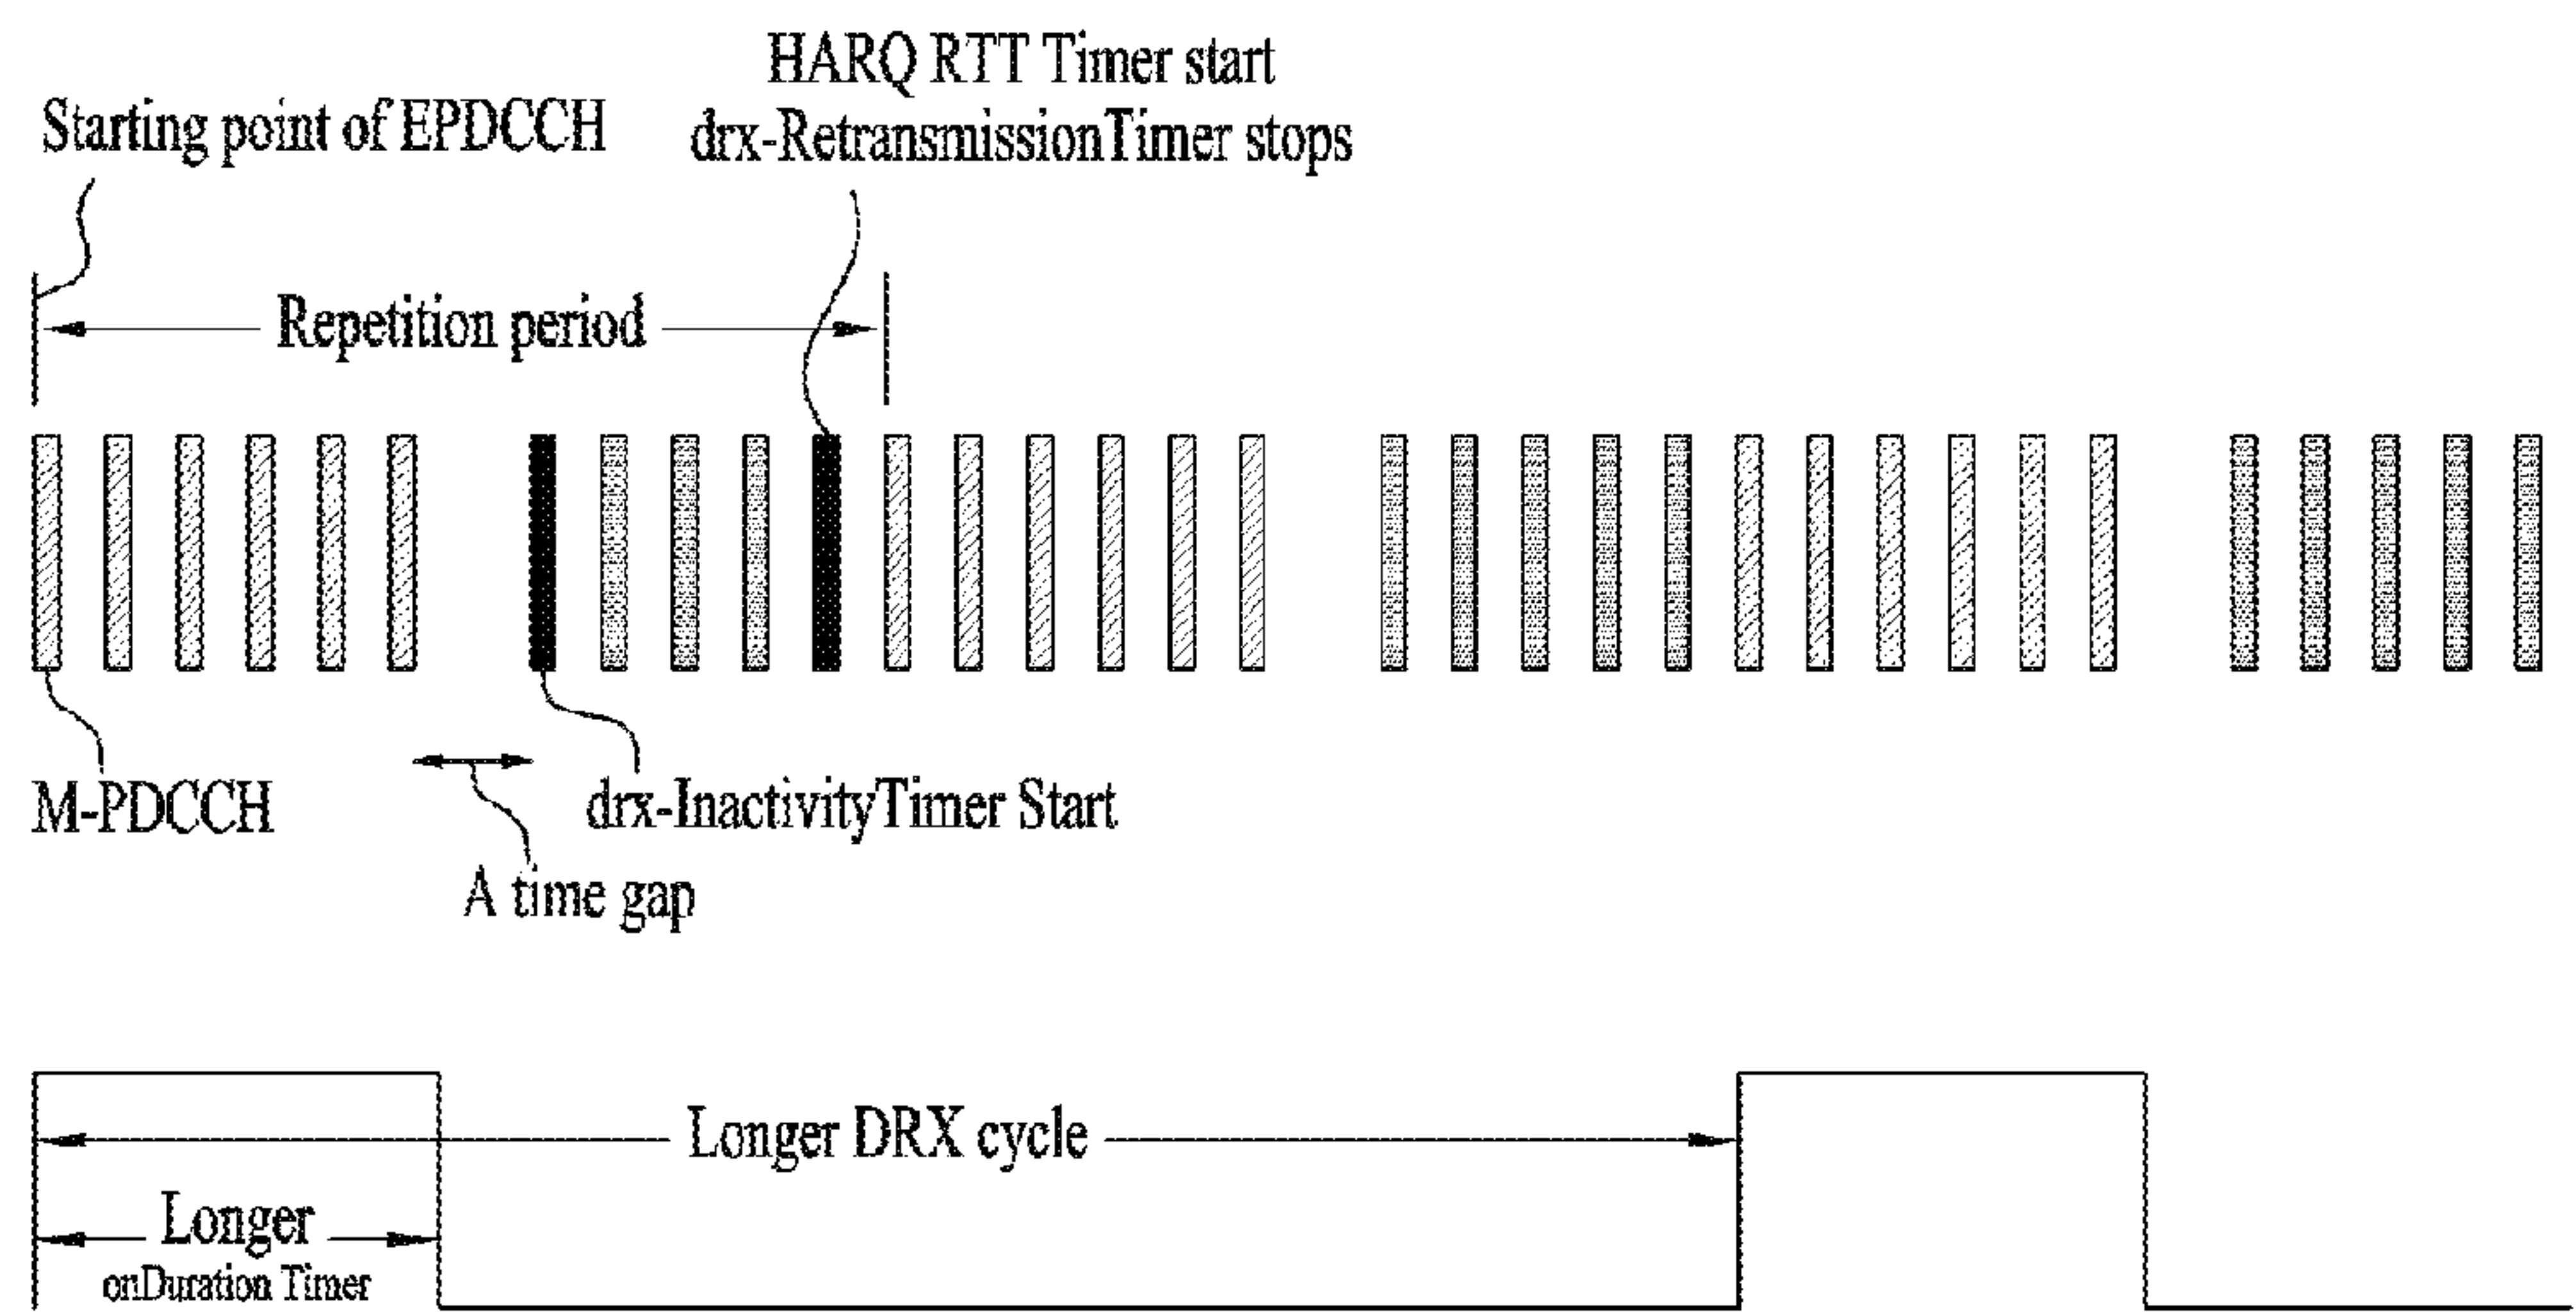 HARQ RTT Timer start
drx-RetransmissionTimer stops
Starting point of EPDCCH
Repetition period
M-PDCCH
drx-InactivityTimer Start
A time gap
Longer DRX cycle
Longer
onDuration Timer